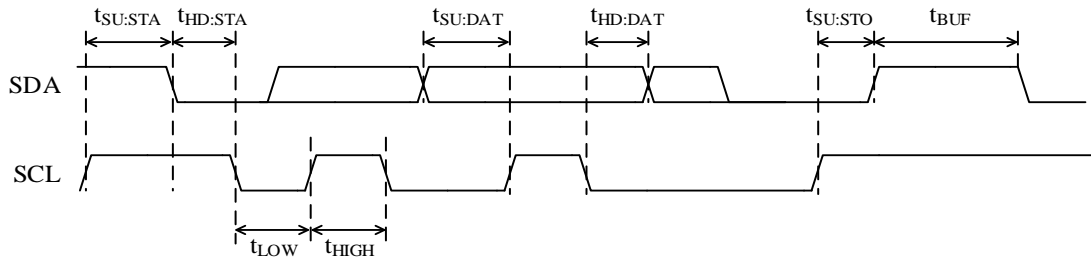 tSU:STA tHD:STA tSU:DAT tHD:DAT tSU:STO tBUF
SDA
SCL
tLOW tHIGH